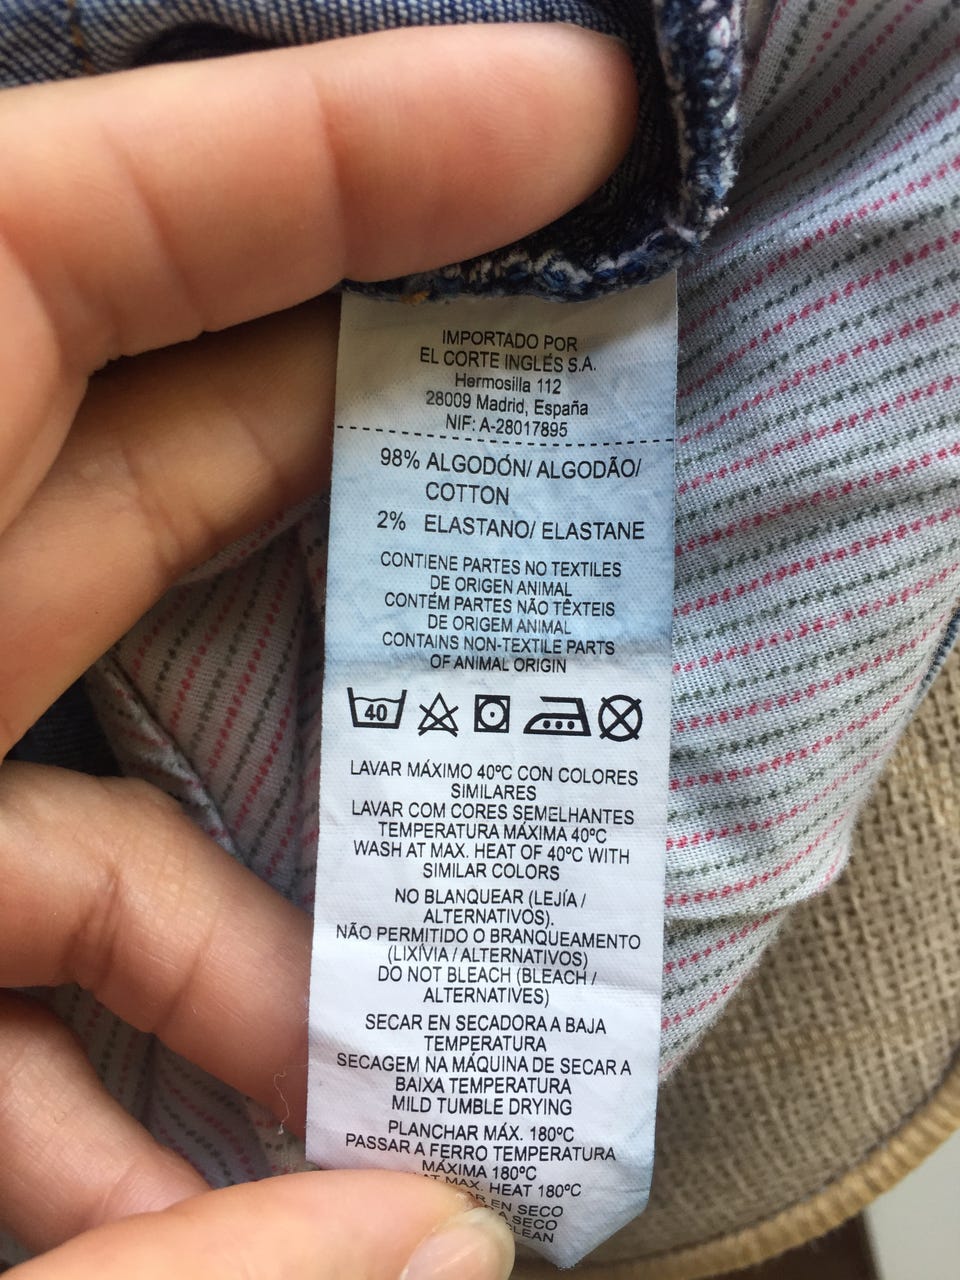 IMPORTADO POR
EL CORTE INGLÉS S.A.
Hermosilla 112
28009 Madrid, España
NIF: A-28017895
98% ALGODÓN/ ALGODÃO/
COTTON
2% ELASTANO/ ELASTANE
CONTIENE PARTES NO TEXTILES
DE ORIGEN ANIMAL
CONTÉM PARTES NÃO TÊXTEIS
DE ORIGEM ANIMAL
CONTAINS NON-TEXTILE PARTS
OF ANIMAL ORIGIN
40
LAVAR MÁXIMO 40ºC CON COLORES
SIMILARES
LAVAR COM CORES SEMELHANTES
TEMPERATURA MÁXIMA 40ºC
WASH AT MAX. HEAT OF 40ºC WITH
SIMILAR COLORS
NO BLANQUEAR (LEJÍA /
ALTERNATIVOS).
NÃO PERMITIDO O BRANQUEAMENTO
(LIXÍVIA / ALTERNATIVOS)
DO NOT BLEACH (BLEACH /
ALTERNATIVES)
SECAR EN SECADORA A BAJA
TEMPERATURA
SECAGEM NA MÁQUINA DE SECAR A
BAIXA TEMPERATURA
MILD TUMBLE DRYING
PLANCHAR MÁX. 180ºC
PASSAR A FERRO TEMPERATURA
MÁXIMA 180ºC
AT MAX. HEAT 180ºC
EN SECO
A SECO
CLEAN